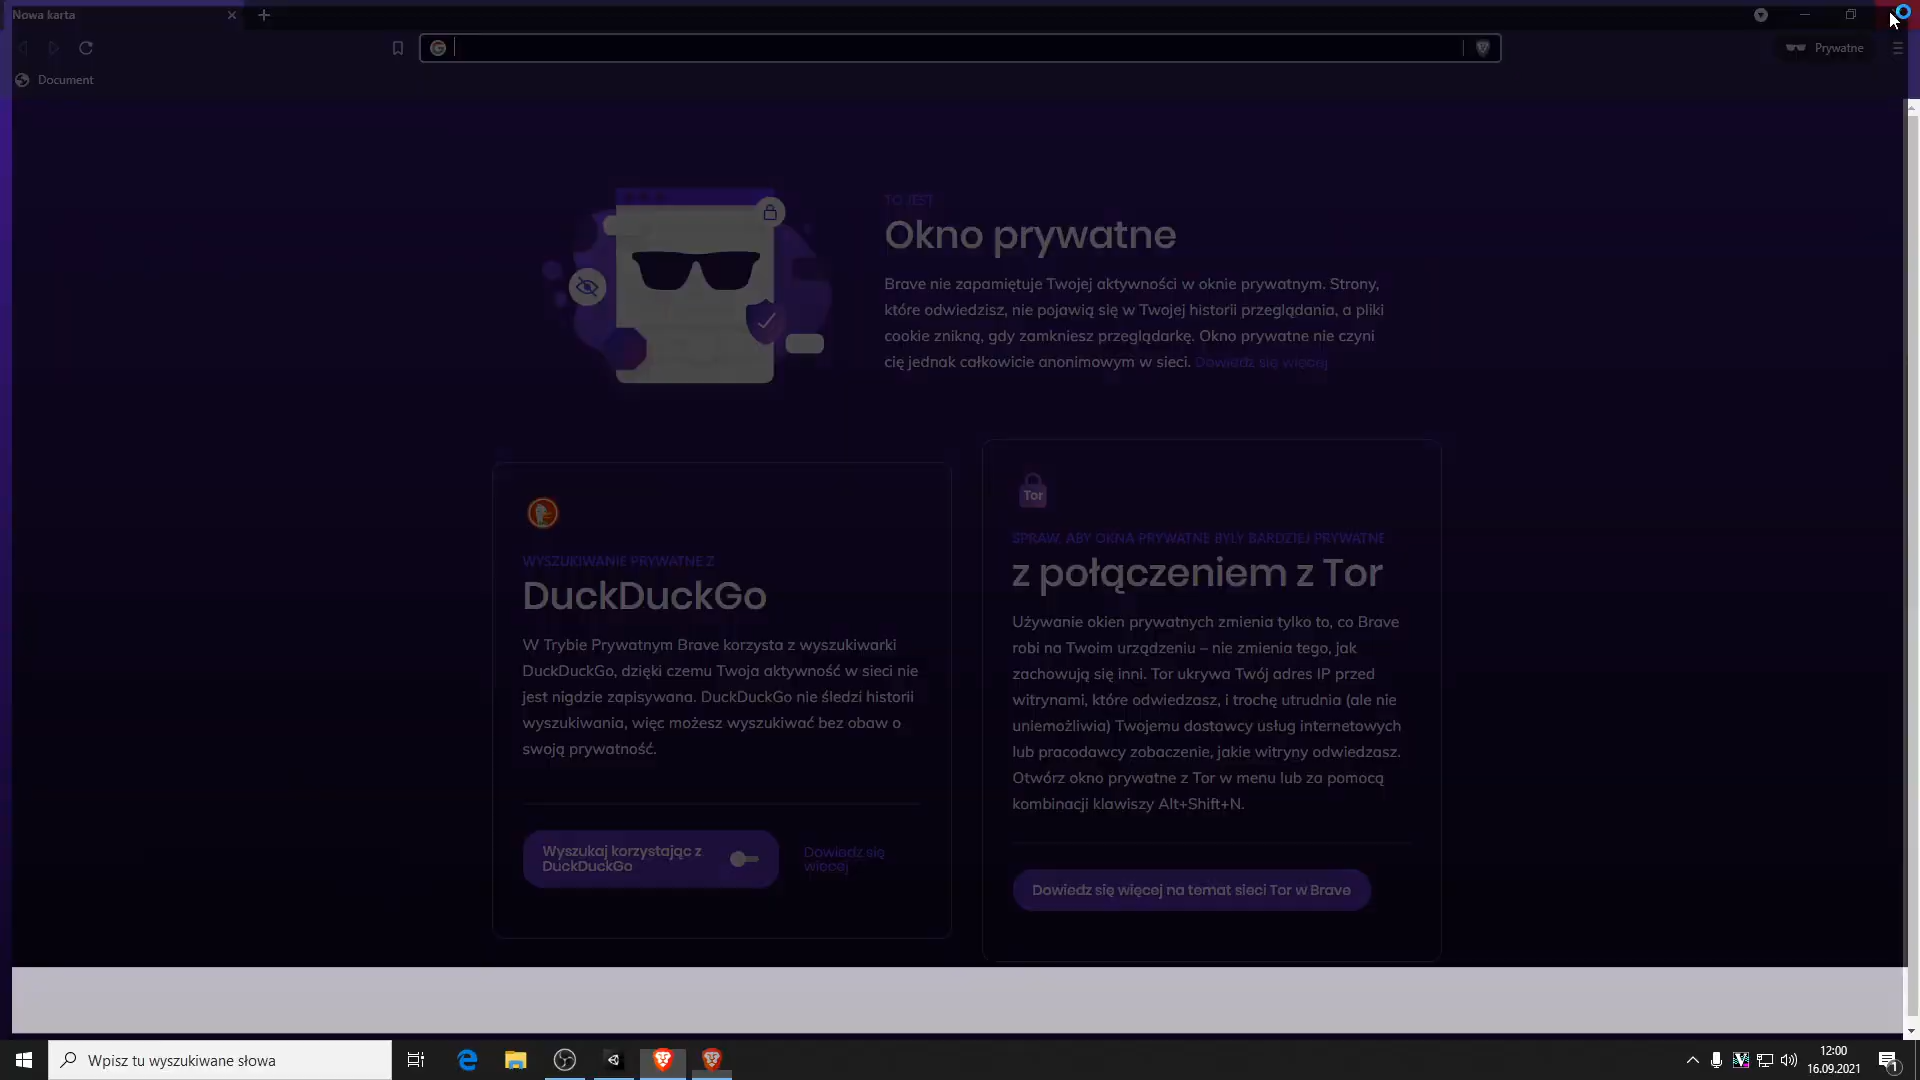 Nowa karta
Prywatne
Document
TO JEST
Okno prywatne
Brave nie zapamiętuje Twojej aktywności w oknie prywatnym. Strony,
które odwiedzisz, nie pojawią się w Twojej historii przeglądania, a pliki
cookie znikną, gdy zamkniesz przeglądarkę. Okno prywatne nie czyni
cię jednak całkowicie anonimowym w sieci. Dowiedz się więcej
WYSZUKIWANIE PRYWATNE Z
DuckDuckGo
W Trybie Prywatnym Brave korzysta z wyszukiwarki
DuckDuckGo, dzięki czemu Twoja aktywność w sieci nie
jest nigdzie zapisywana. DuckDuckGo nie śledzi historii
wyszukiwania, więc możesz wyszukiwać bez obaw o
swoją prywatność.
Wyszukaj korzystając z
DuckDuckGo
Dowiedz się
więcej
Tor
SPRAW, ABY OKNA PRYWATNE BYŁY BARDZIEJ PRYWATNE
z połączeniem z Tor
Używanie okien prywatnych zmienia tylko to, co Brave
robi na Twoim urządzeniu – nie zmienia tego, jak
zachowują się inni. Tor ukrywa Twój adres IP przed
witrynami, które odwiedzasz, i trochę utrudnia (ale nie
uniemożliwia) Twojemu dostawcy usług internetowych
lub pracodawcy zobaczenie, jakie witryny odwiedzasz.
Otwórz okno prywatne z Tor w menu lub za pomocą
kombinacji klawiszy Alt+Shift+N.
Dowiedz się więcej na temat sieci Tor w Brave
Wpisz tu wyszukiwane słowa
12:00
16.09.2021
1